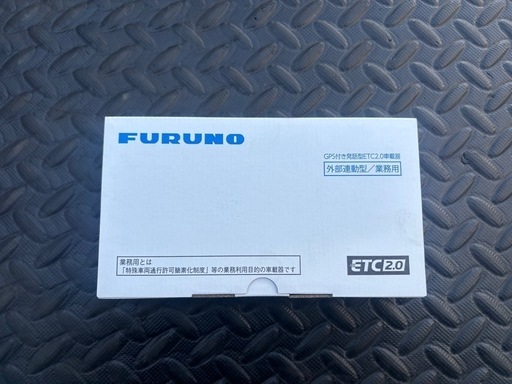 FURUNO
GPS付き発話型ETC2.0車載器
外部連動型／業務用
業務用とは
「特殊車両通行許可簡素化制度」等の業務利用目的の車載器です
ETC2.0